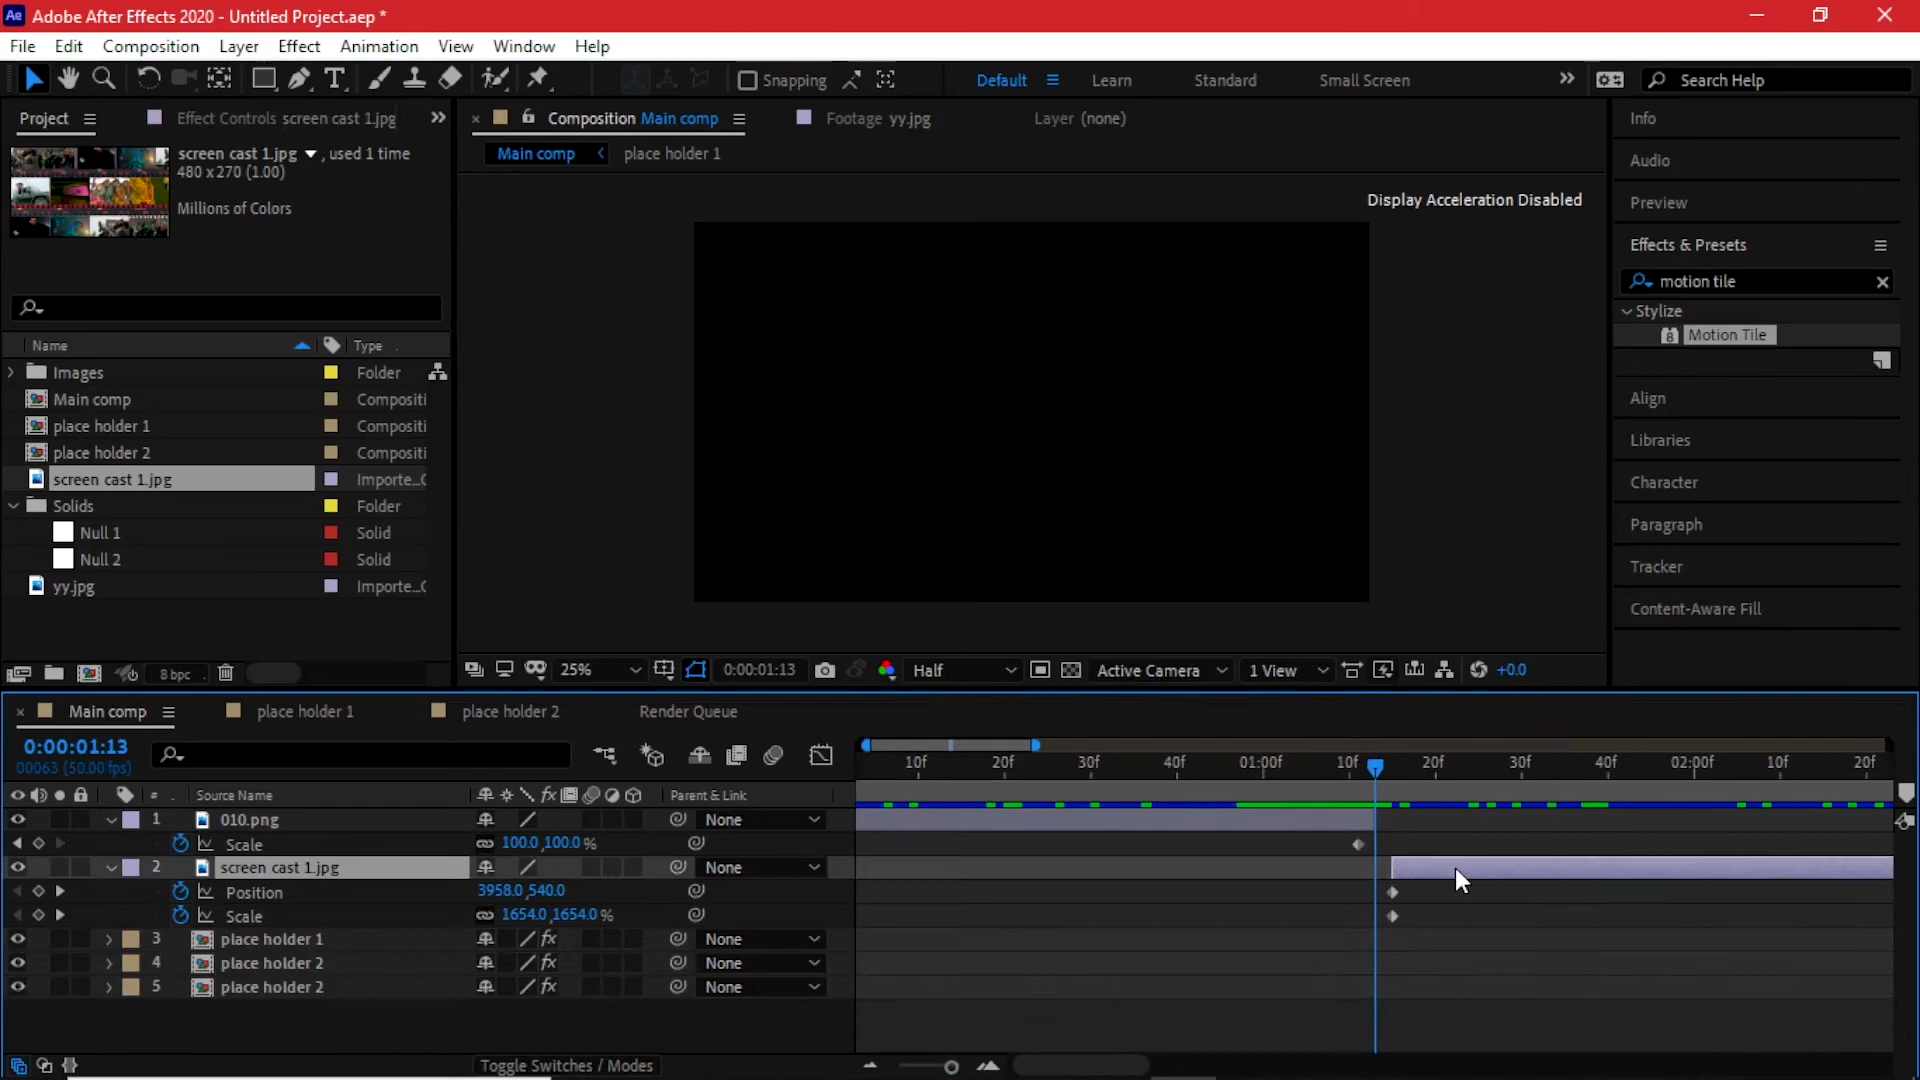 Ae Adobe After Effects 2020 - Untitled Project.aep *
File Edit Composition Layer Effect Animation View Window Help
Snapping Default Learn Standard Small Screen Search Help
Project Effect Controls screen cast 1.jpg Composition Main comp Footage yy.jpg Layer (none) Info
screen cast 1.jpg , used 1 time
480 x 270 (1.00)
Millions of Colors
Main comp place holder 1
Display Acceleration Disabled
Audio
Preview
Effects & Presets
motion tile
Stylize
8 Motion Tile
Align
Libraries
Character
Paragraph
Tracker
Content-Aware Fill
Name Type
Images Folder
Main comp Compositi
place holder 1 Compositi
place holder 2 Compositi
screen cast 1.jpg Importe...
Solids Folder
Null 1 Solid
Null 2 Solid
yy.jpg Importe...
8 bpc 25% 0:00:01:13 Half Active Camera 1 View +0.0
Main comp place holder 1 place holder 2 Render Queue
0:00:01:13
00063 (50.00 fps)
10f 20f 30f 40f 01:00f 10f 20f 30f 40f 02:00f 10f 20f
# Source Name fx Parent & Link
1 010.png None
Scale 100.0,100.0%
2 screen cast 1.jpg None
Position 3958.0,540.0
Scale 1654.0,1654.0%
3 place holder 1 fx None
4 place holder 2 fx None
5 place holder 2 fx None
Toggle Switches / Modes